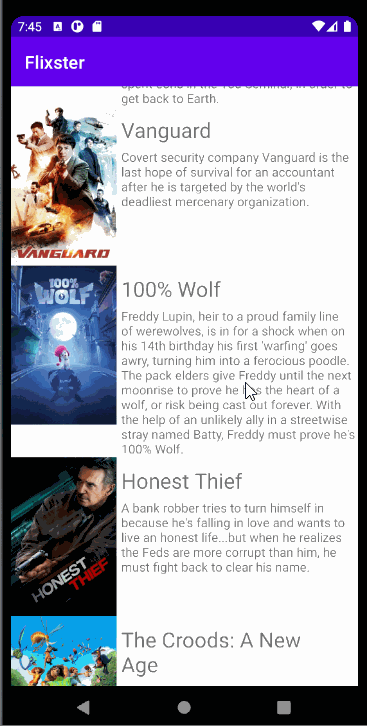 7:45
Flixster
get back to Earth.
Vanguard
Covert security company Vanguard is the
last hope of survival for an accountant
after he is targeted by the world's
deadliest mercenary organization.
VANGUARD
100% Wolf
Freddy Lupin, heir to a proud family line
of werewolves, is in for a shock when on
his 14th birthday his first 'warfing' goes
awry, turning him into a ferocious poodle.
The pack elders give Freddy until the next
moonrise to prove he has the heart of a
wolf, or risk being cast out forever. With
the help of an unlikely ally in a streetwise
stray named Batty, Freddy must prove he's
100% Wolf.
100%
WOLF
Honest Thief
A bank robber tries to turn himself in
because he's falling in love and wants to
live an honest life...but when he realizes
the Feds are more corrupt than him, he
must fight back to clear his name.
HONEST
THIEF
The Croods: A New
Age